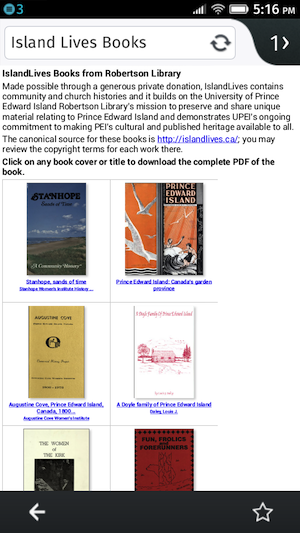 3 5:16 PM
Island Lives Books
1
IslandLives Books from Robertson Library
Made possible through a generous private donation, IslandLives contains
community and church histories and it builds on the University of Prince
Edward Island Robertson Library's mission to preserve and share unique
material relating to Prince Edward Island and demonstrates UPEI's ongoing
commitment to making PEI's cultural and published heritage available to all.
The canonical source for these books is http://islandlives.ca/; you may
review the copyright terms for each work there.
Click on any book cover or title to download the complete PDF of the
book.
STANHOPE
Sands of Time
A Community History
PRINCE
EDWARD
ISLAND
Stanhope, sands of time
Stanhope Women's Institute History ...
Prince Edward Island: Canada's garden
province
AUGUSTINE COVE
A Doyle Family Of Prince Edward Island
Augustine Cove, Prince Edward Island,
Canada, 1800...
Augustine Cove Women's Institute
A Doyle family of Prince Edward Island
Doley, Louis J.
THE WOMEN
OF
THE KIRK
FUN, FROLICS
AND
FORERUNNERS